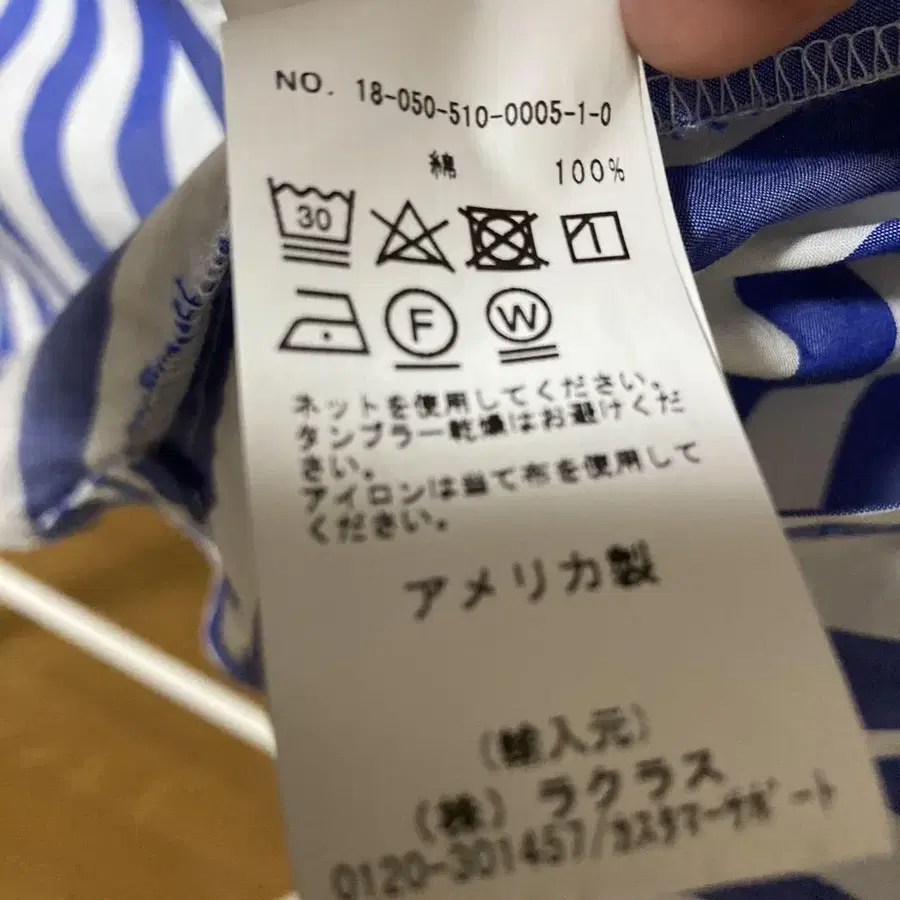 NO. 18-050-510-0005-1-0
綿 100%
30
1
F
W
ネットを使用してください。
タンブラー乾燥はお避けくだ
さい。
アイロンは当て布を使用して
ください。
アメリカ製
(輸入元)
(株) ラクラス
0120-301457/カスタマーサポート